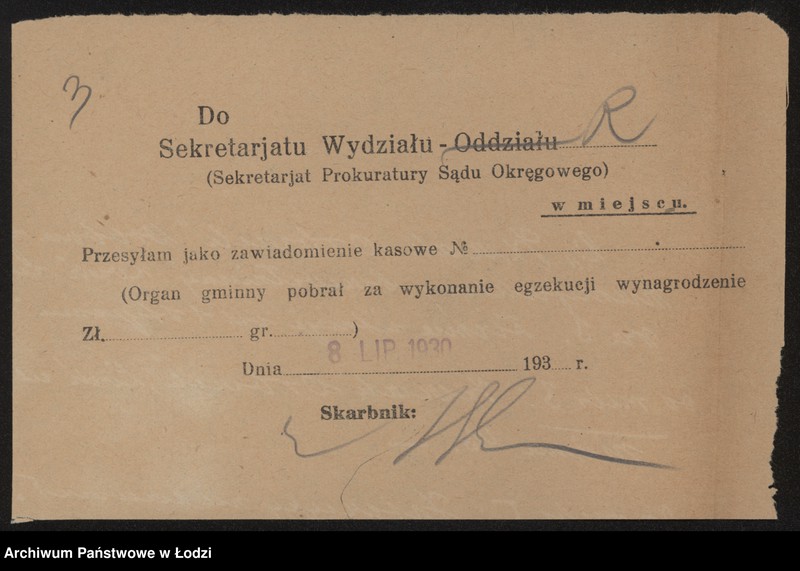 3
Do
Sekretarjatu Wydziału - Oddziału R
(Sekretarjat Prokuratury Sądu Okręgowego)
w miejscu.
Przesyłam jako zawiadomienie kasowe №
(Organ gminny pobrał za wykonanie egzekucji wynagrodzenie
Zł. gr. )
8 LIP 1930
Dnia 193 r.
Skarbnik:
Archiwum Państwowe w Łodzi